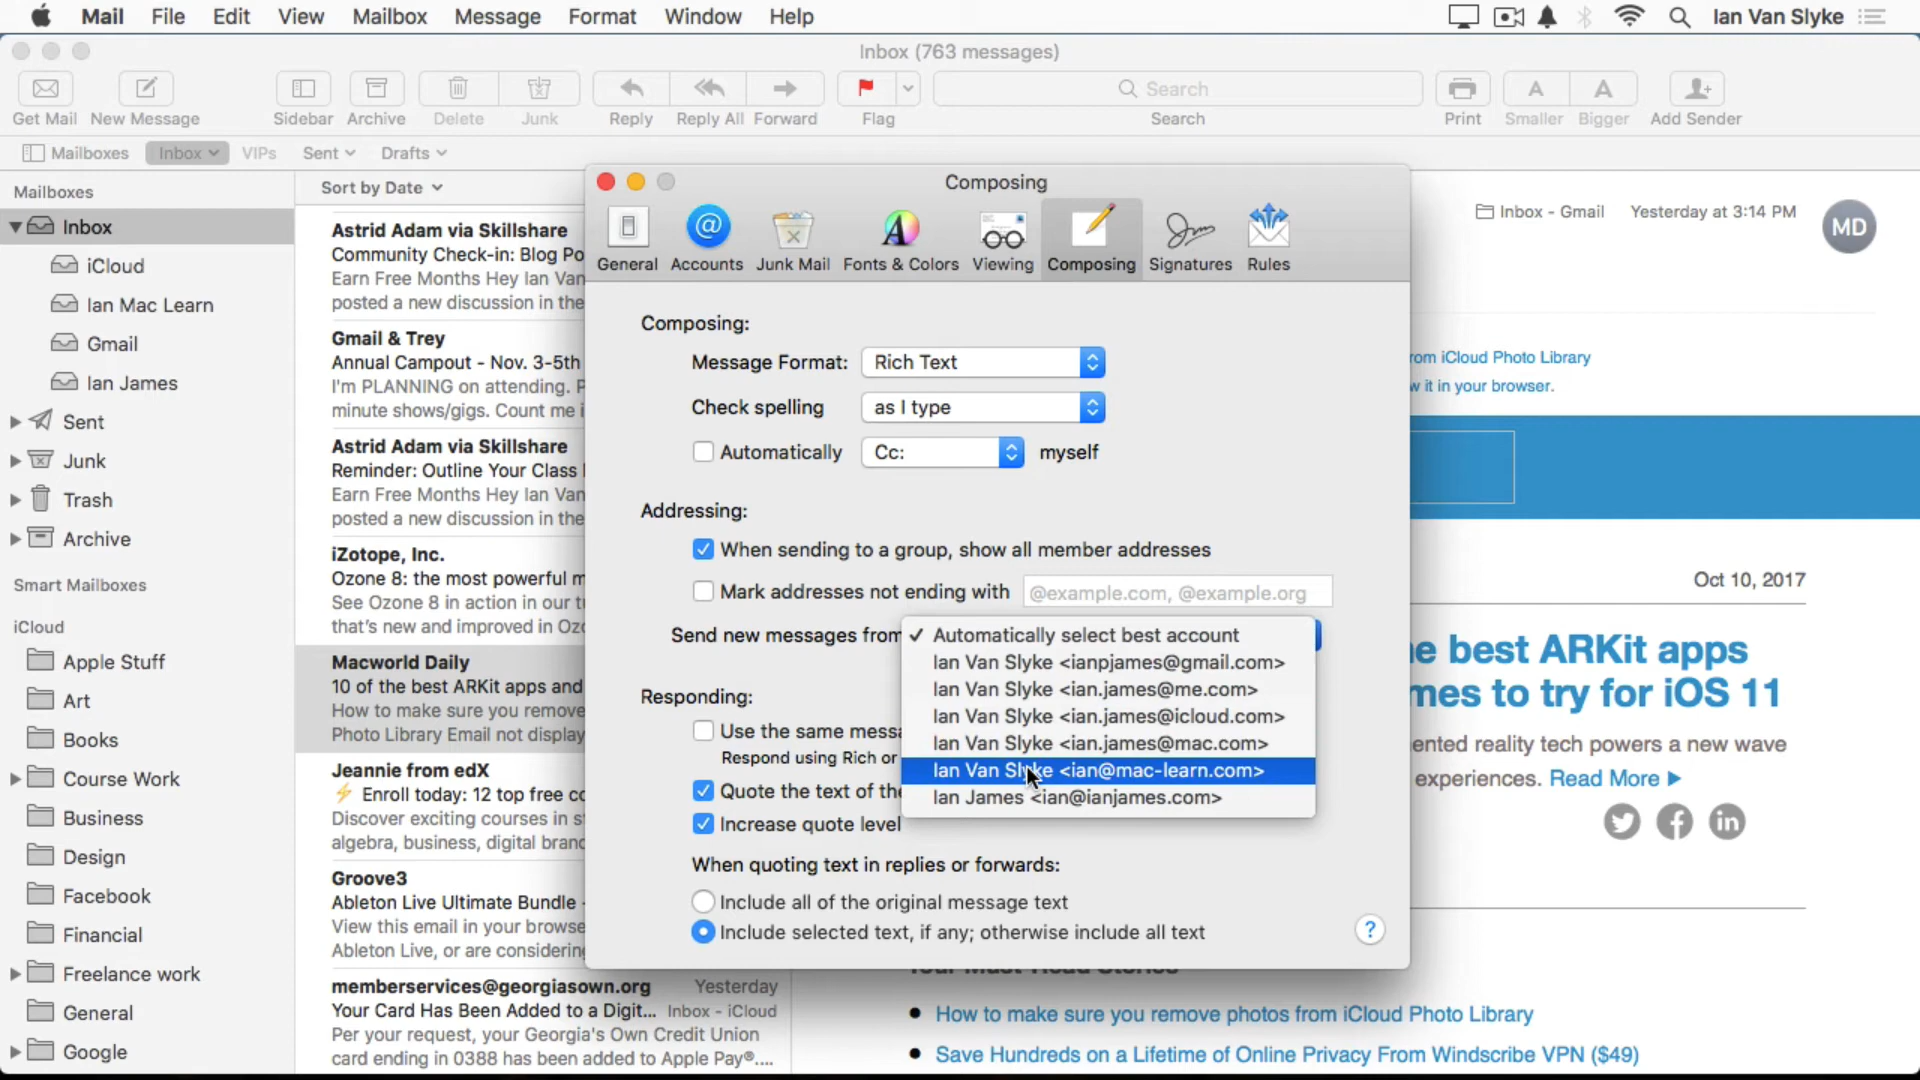 Mail File Edit View Mailbox Message Format Window Help Ian Van Slyke
Inbox (763 messages)
Search
Get Mail New Message Sidebar Archive Delete Junk Reply Reply All Forward Flag Search Print Smaller Bigger Add Sender
Mailboxes Inbox VIPs Sent Drafts
Mailboxes
Inbox
iCloud
Ian Mac Learn
Gmail
Ian James
Sent
Junk
Trash
Archive
Smart Mailboxes
iCloud
Apple Stuff
Art
Books
Course Work
Business
Design
Facebook
Financial
Freelance work
General
Google
Sort by Date
Astrid Adam via Skillshare
Community Check-in: Blog Po
Earn Free Months Hey Ian Van
posted a new discussion in the
Gmail & Trey
Annual Campout - Nov. 3-5th
I'm PLANNING on attending. P
minute shows/gigs. Count me i
Astrid Adam via Skillshare
Reminder: Outline Your Class
Earn Free Months Hey Ian Van
posted a new discussion in the
iZotope, Inc.
Ozone 8: the most powerful m
See Ozone 8 in action in our tu
that's new and improved in Ozo
Macworld Daily
10 of the best ARKit apps and
How to make sure you remove
Photo Library Email not display
Jeannie from edX
⚡ Enroll today: 12 top free co
Discover exciting courses in st
algebra, business, digital brand
Groove3
Ableton Live Ultimate Bundle -
View this email in your browse
Ableton Live, or are considering
memberservices@georgiasown.org Yesterday
Your Card Has Been Added to a Digit... Inbox - iCloud
Per your request, your Georgia's Own Credit Union
card ending in 0388 has been added to Apple Pay®....
Composing
General Accounts Junk Mail Fonts & Colors Viewing Composing Signatures Rules
Composing:
Message Format: Rich Text
Check spelling as I type
Automatically Cc: myself
Addressing:
When sending to a group, show all member addresses
Mark addresses not ending with @example.com, @example.org
Send new messages from
✓ Automatically select best account
Ian Van Slyke <ianpjames@gmail.com>
Ian Van Slyke <ian.james@me.com>
Ian Van Slyke <ian.james@icloud.com>
Ian Van Slyke <ian.james@mac.com>
Ian Van Slyke <ian@mac-learn.com>
Ian James <ian@ianjames.com>
Responding:
Use the same messa
Respond using Rich or
Quote the text of the
Increase quote level
When quoting text in replies or forwards:
Include all of the original message text
Include selected text, if any; otherwise include all text
?
Inbox - Gmail Yesterday at 3:14 PM MD
rom iCloud Photo Library
w it in your browser.
Oct 10, 2017
e best ARKit apps
mes to try for iOS 11
ented reality tech powers a new wave
experiences. Read More ▶
Your Must-Read Stories
• How to make sure you remove photos from iCloud Photo Library
• Save Hundreds on a Lifetime of Online Privacy From Windscribe VPN ($49)